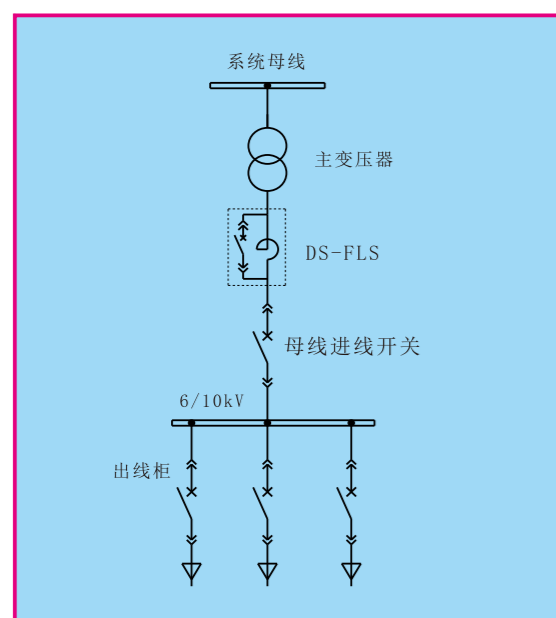 系统母线
主变压器
DS-FLS
母线进线开关
6/10kV
出线柜